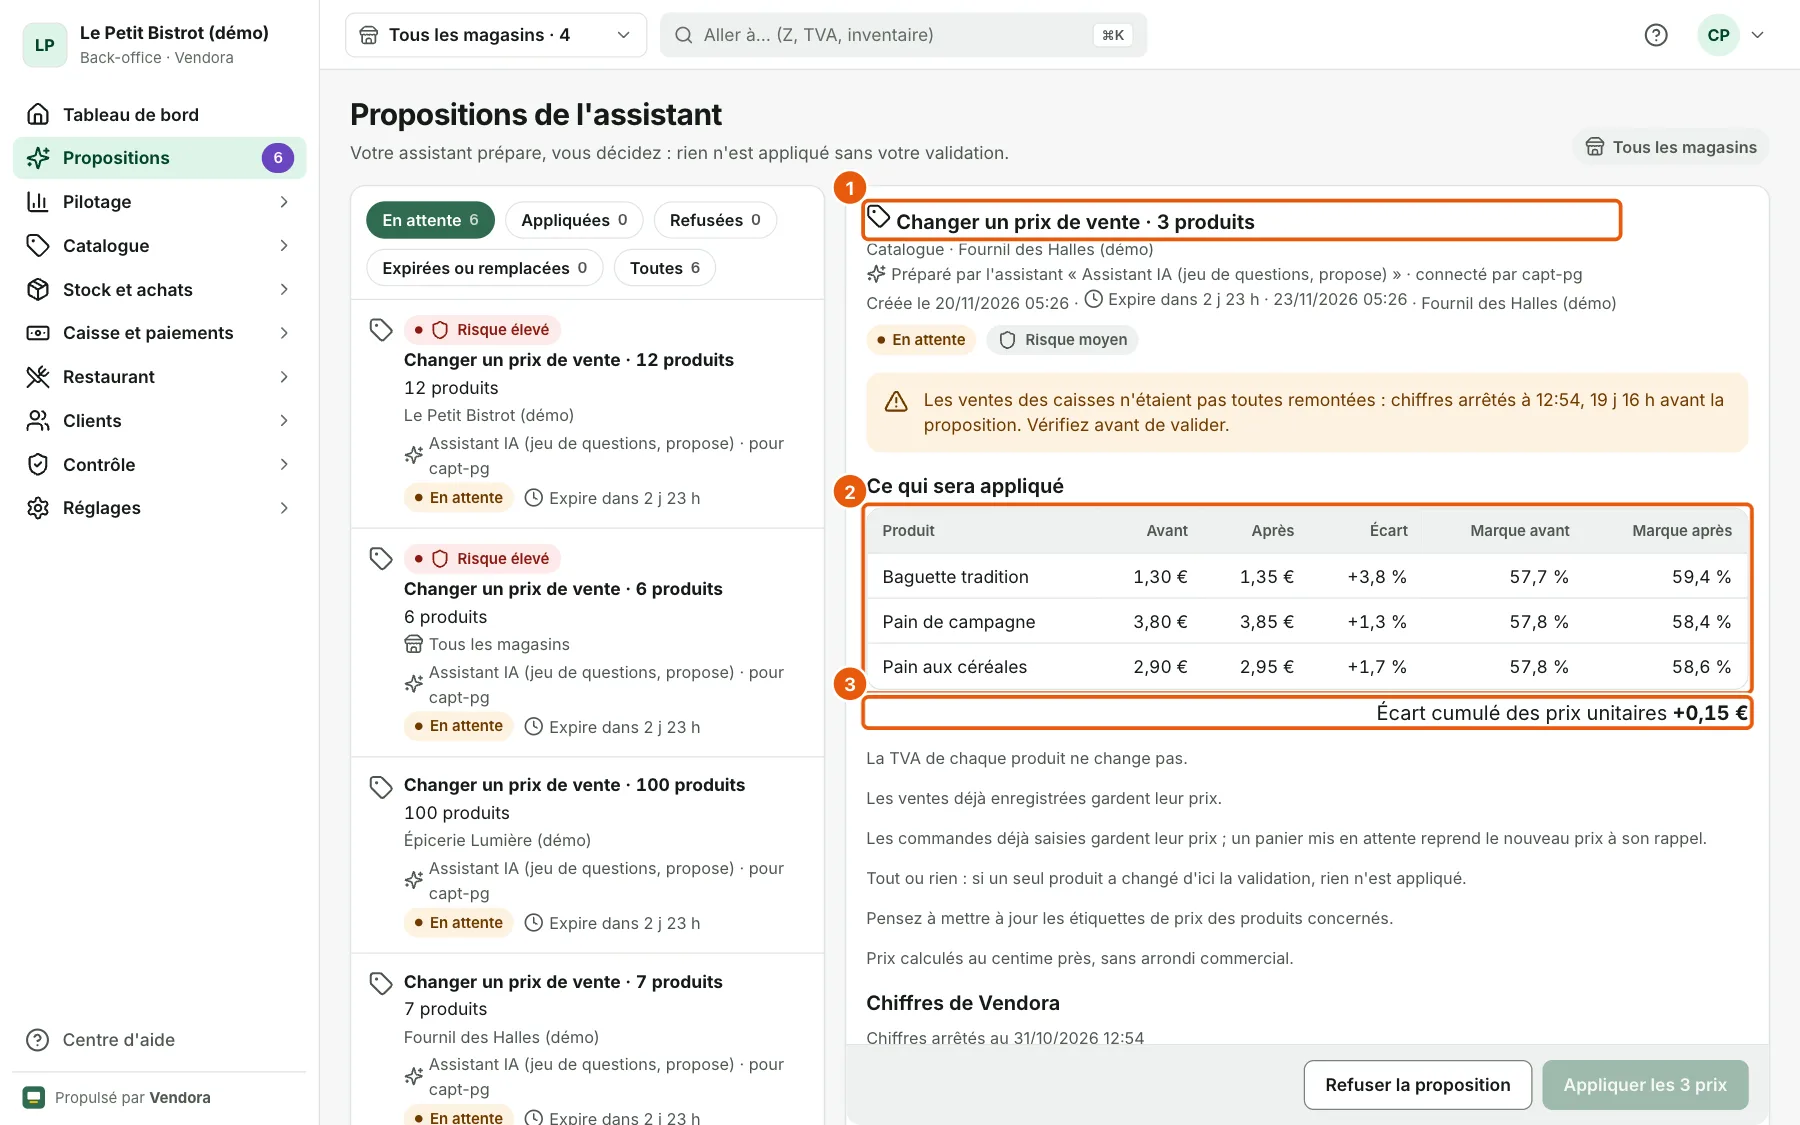 LP
Le Petit Bistrot (démo)
Back-office · Vendora
Tous les magasins · 4
Aller à... (Z, TVA, inventaire)
⌘K
CP
Tableau de bord
Propositions
6
Pilotage
Catalogue
Stock et achats
Caisse et paiements
Restaurant
Clients
Contrôle
Réglages
Centre d'aide
Propulsé par Vendora
Propositions de l'assistant
Votre assistant prépare, vous décidez : rien n'est appliqué sans votre validation.
Tous les magasins
En attente 6
Appliquées 0
Refusées 0
Expirées ou remplacées 0
Toutes 6
Risque élevé
Changer un prix de vente · 12 produits
12 produits
Le Petit Bistrot (démo)
Assistant IA (jeu de questions, propose) · pour
capt-pg
En attente
Expire dans 2 j 23 h
Risque élevé
Changer un prix de vente · 6 produits
6 produits
Tous les magasins
Assistant IA (jeu de questions, propose) · pour
capt-pg
En attente
Expire dans 2 j 23 h
Changer un prix de vente · 100 produits
100 produits
Épicerie Lumière (démo)
Assistant IA (jeu de questions, propose) · pour
capt-pg
En attente
Expire dans 2 j 23 h
Changer un prix de vente · 7 produits
7 produits
Fournil des Halles (démo)
Assistant IA (jeu de questions, propose) · pour
capt-pg
En attente
Expire dans 2 j 23 h
1
Changer un prix de vente · 3 produits
Catalogue · Fournil des Halles (démo)
Préparé par l'assistant « Assistant IA (jeu de questions, propose) » · connecté par capt-pg
Créée le 20/11/2026 05:26 · Expire dans 2 j 23 h · 23/11/2026 05:26 · Fournil des Halles (démo)
En attente
Risque moyen
Les ventes des caisses n'étaient pas toutes remontées : chiffres arrêtés à 12:54, 19 j 16 h avant la
proposition. Vérifiez avant de valider.
2
Ce qui sera appliqué
Produit Avant Après Écart Marque avant Marque après
Baguette tradition 1,30 € 1,35 € +3,8 % 57,7 % 59,4 %
Pain de campagne 3,80 € 3,85 € +1,3 % 57,8 % 58,4 %
Pain aux céréales 2,90 € 2,95 € +1,7 % 57,8 % 58,6 %
3
Écart cumulé des prix unitaires +0,15 €
La TVA de chaque produit ne change pas.
Les ventes déjà enregistrées gardent leur prix.
Les commandes déjà saisies gardent leur prix ; un panier mis en attente reprend le nouveau prix à son rappel.
Tout ou rien : si un seul produit a changé d'ici la validation, rien n'est appliqué.
Pensez à mettre à jour les étiquettes de prix des produits concernés.
Prix calculés au centime près, sans arrondi commercial.
Chiffres de Vendora
Chiffres arrêtés au 31/10/2026 12:54
Refuser la proposition
Appliquer les 3 prix